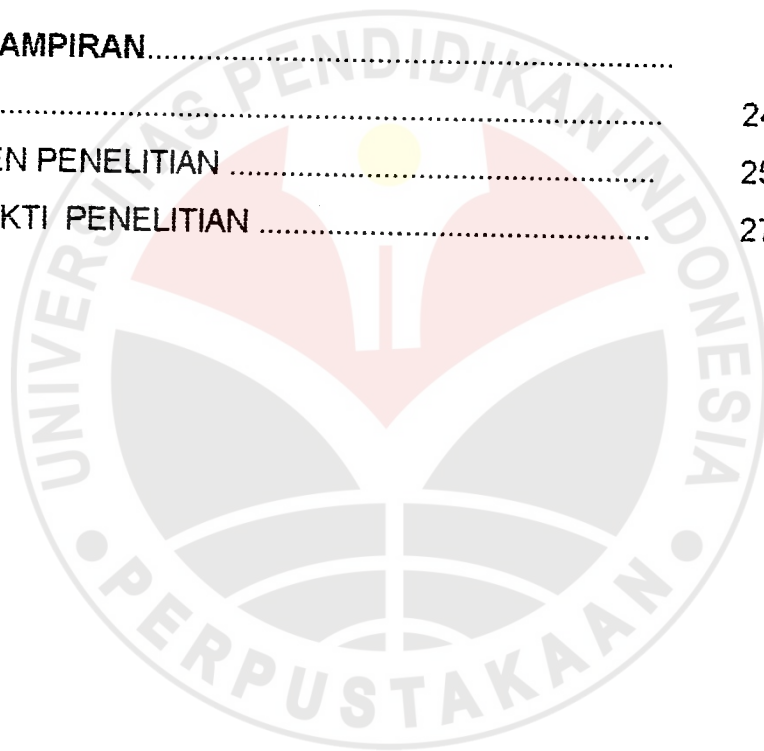 AMPIRAN..........................................................
.......................................................................... 24
EN PENELITIAN ................................................ 25
KTI PENELITIAN ............................................ 27
UNIVERSITAS PENDIDIKAN INDONESIA
• PERPUSTAKAAN •